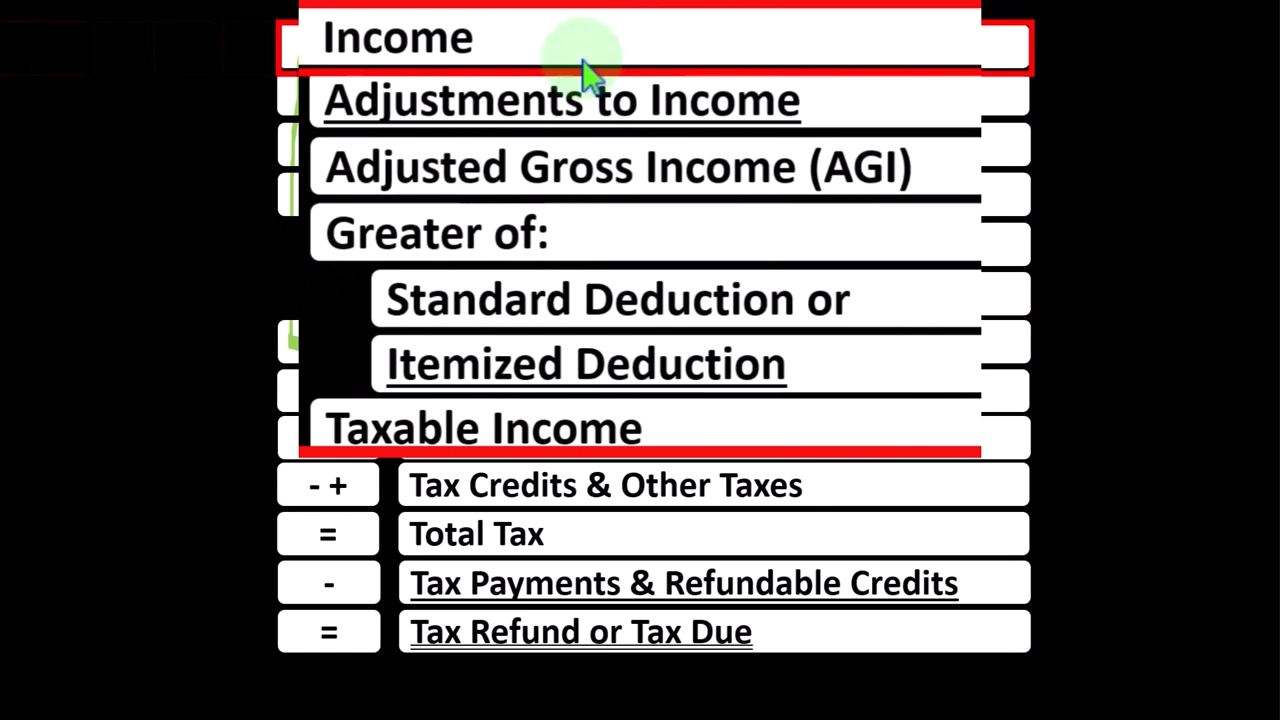 Income
Adjustments to Income
Adjusted Gross Income (AGI)
Greater of:
Standard Deduction or
Itemized Deduction
Taxable Income
- + Tax Credits & Other Taxes
= Total Tax
- Tax Payments & Refundable Credits
= Tax Refund or Tax Due